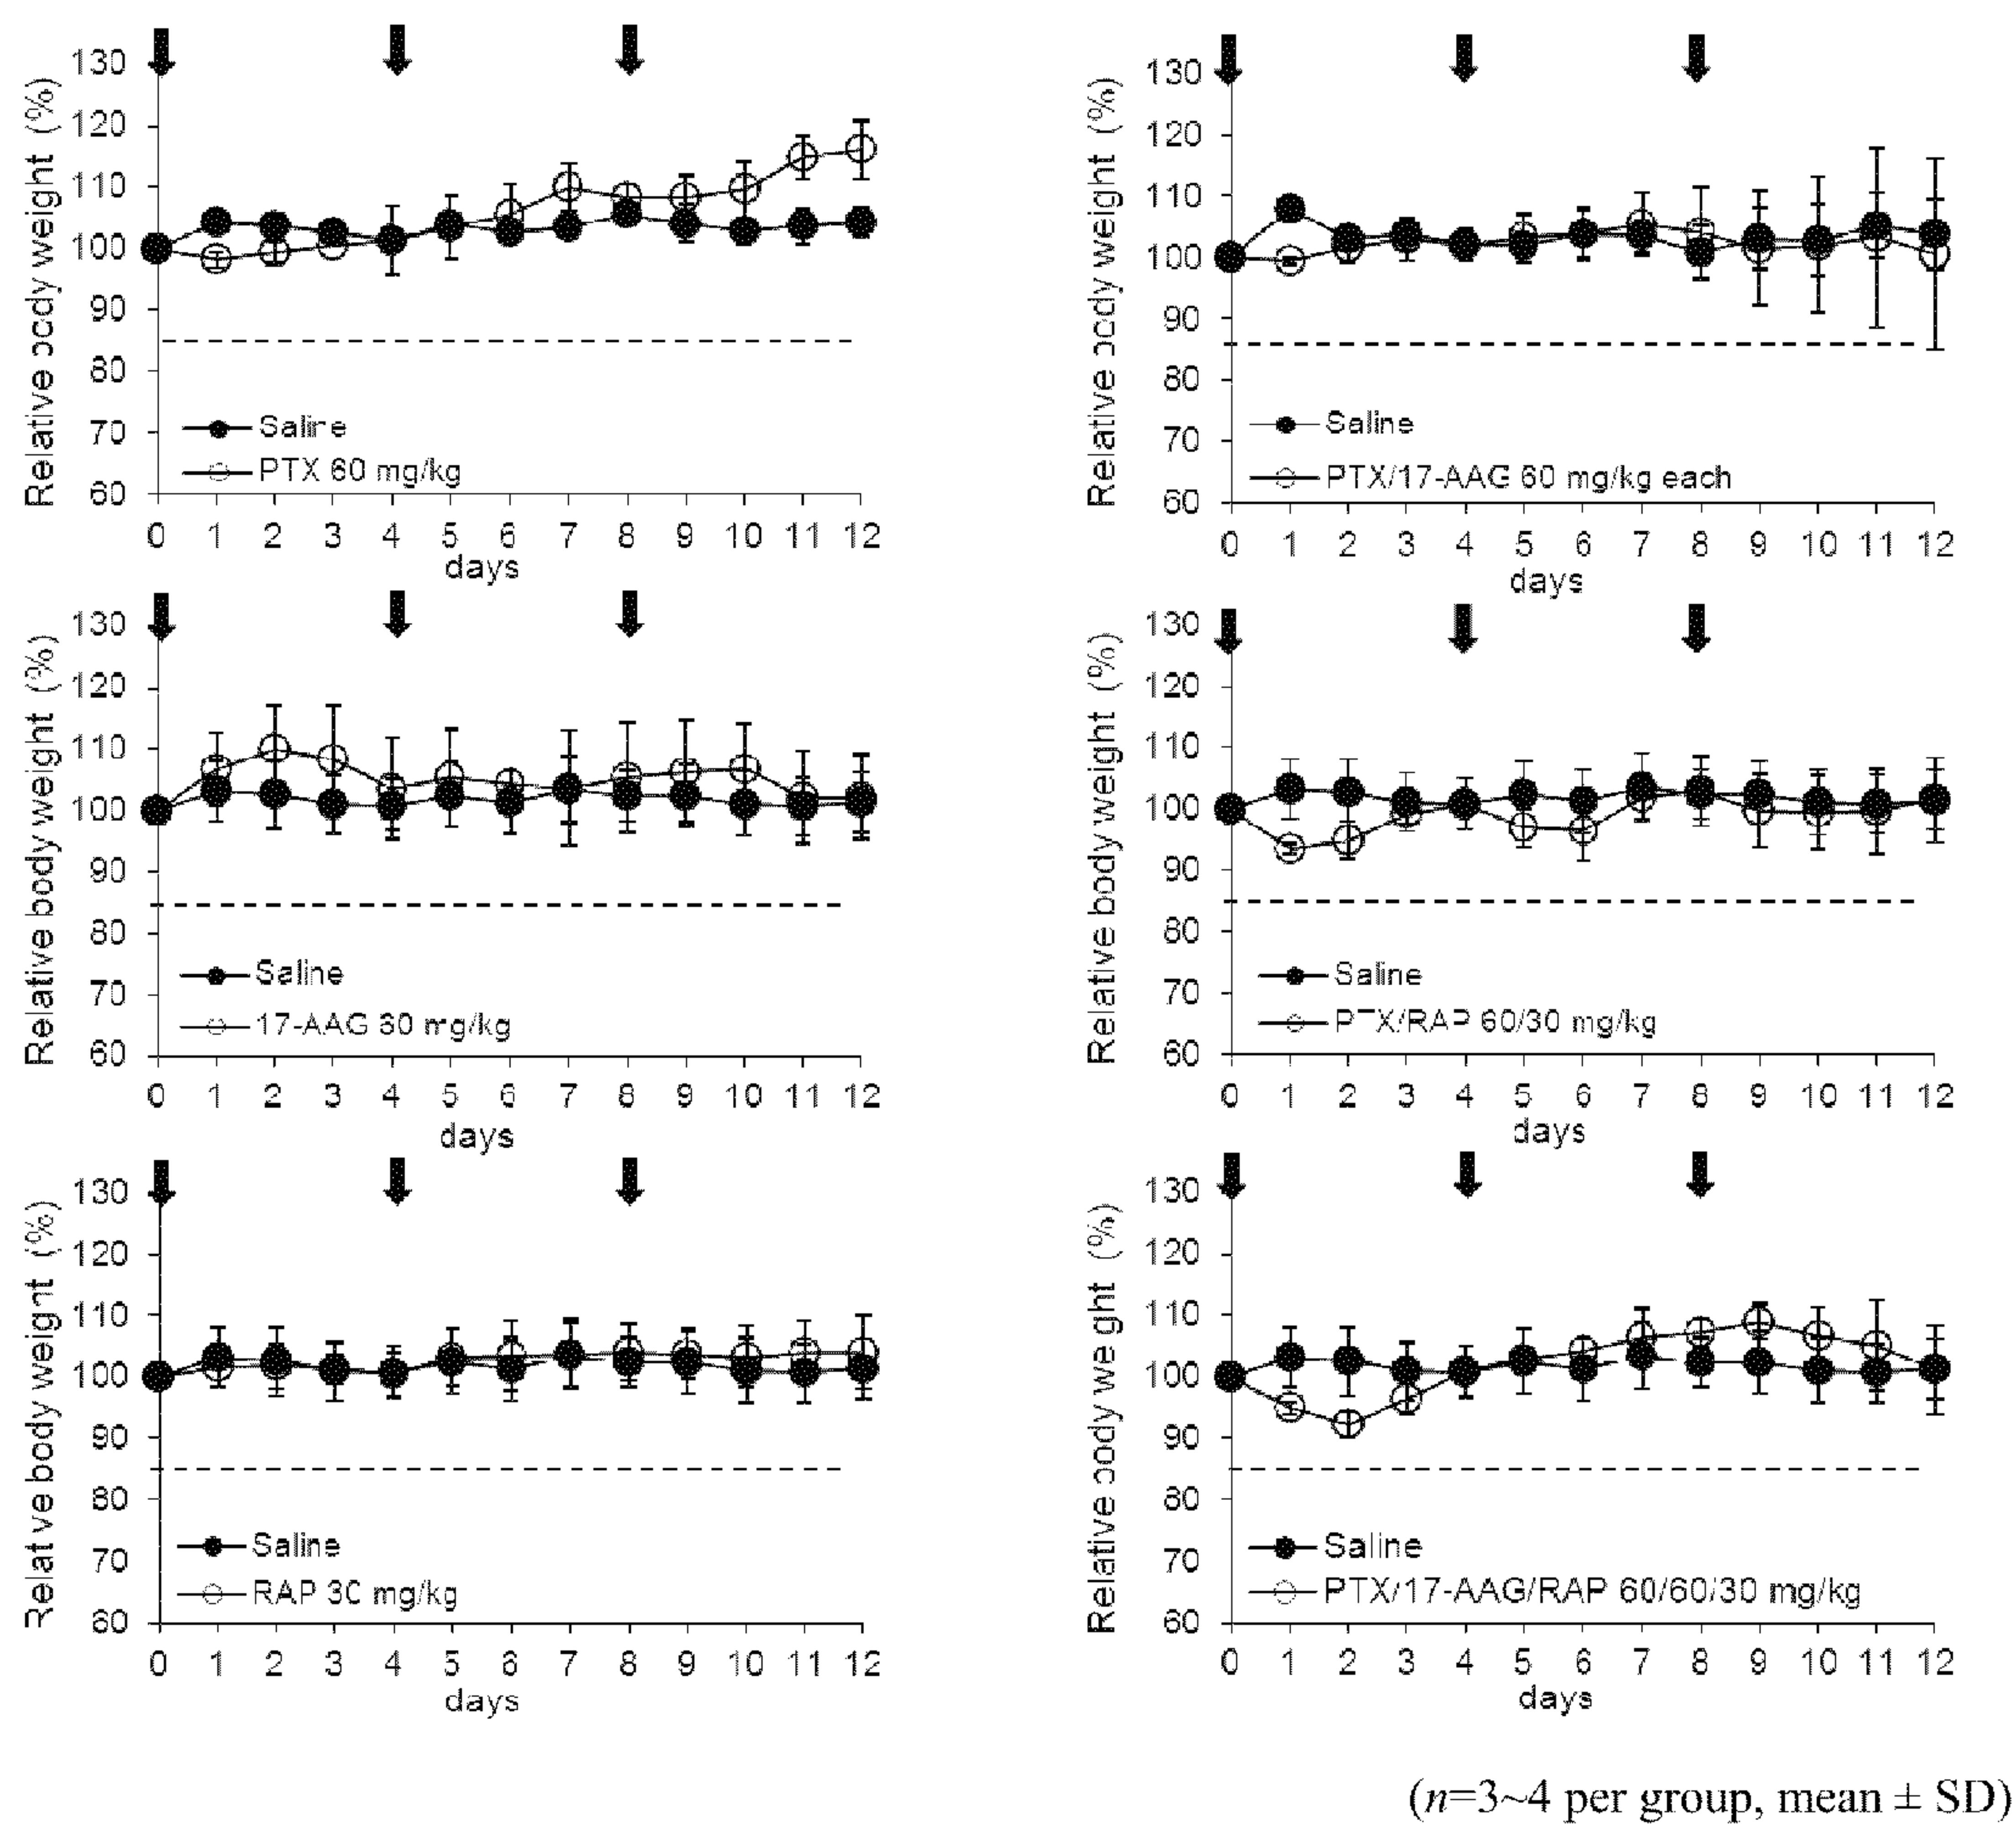 Relative body weight (%)
130
120
110
100
90
80
70
60
Saline
PTX 60 mg/kg
0 1 2 3 4 5 6 7 8 9 10 11 12
days
Relative body weight (%)
130
120
110
100
90
80
70
60
Saline
PTX/17-AAG 60 mg/kg each
0 1 2 3 4 5 6 7 8 9 10 11 12
days
Relative body weight (%)
130
120
110
100
90
80
70
60
Saline
17-AAG mg/kg
0 1 2 3 4 5 6 7 8 9 10 11 12
days
Relative body weight (%)
130
120
110
100
90
80
70
60
Saline
PTX/RAP 60/30 mg/kg
0 1 2 3 4 5 6 7 8 9 10 11 12
days
Relative body weight (%)
130
120
110
100
90
80
70
60
Saline
RAP 30 mg/kg
0 1 2 3 4 5 6 7 8 9 10 11 12
days
Relative body weight (%)
130
120
110
100
90
80
70
60
Saline
PTX/17-AAG/RAP 60/60/30 mg/kg
0 1 2 3 4 5 6 7 8 9 10 11 12
days
(n=3~4 per group, mean ± SD)